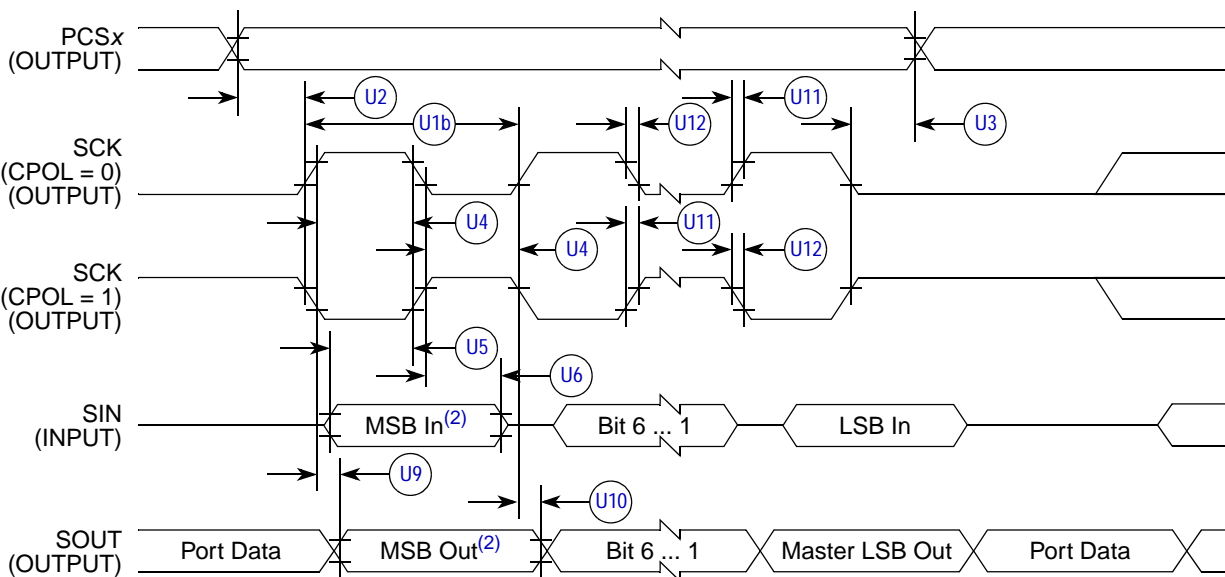 PCSx
(OUTPUT)
U2
U11
U1b
U12
U3
SCK
(CPOL = 0)
(OUTPUT)
U4
U11
U4
U12
SCK
(CPOL = 1)
(OUTPUT)
U5
U6
SIN
(INPUT)
MSB In(2)
Bit 6 ... 1
LSB In
U9
U10
SOUT
(OUTPUT)
Port Data
MSB Out(2)
Bit 6 ... 1
Master LSB Out
Port Data